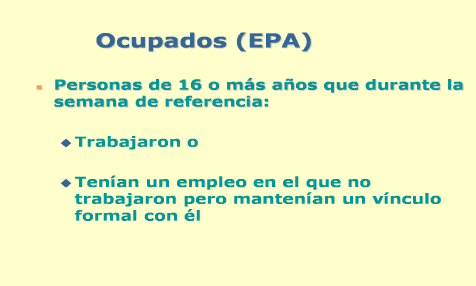 Ocupados (EPA)
Personas de 16 o más años que durante la
semana de referencia:
Trabajaron o
Tenían un empleo en el que no
trabajaron pero mantenían un vínculo
formal con él